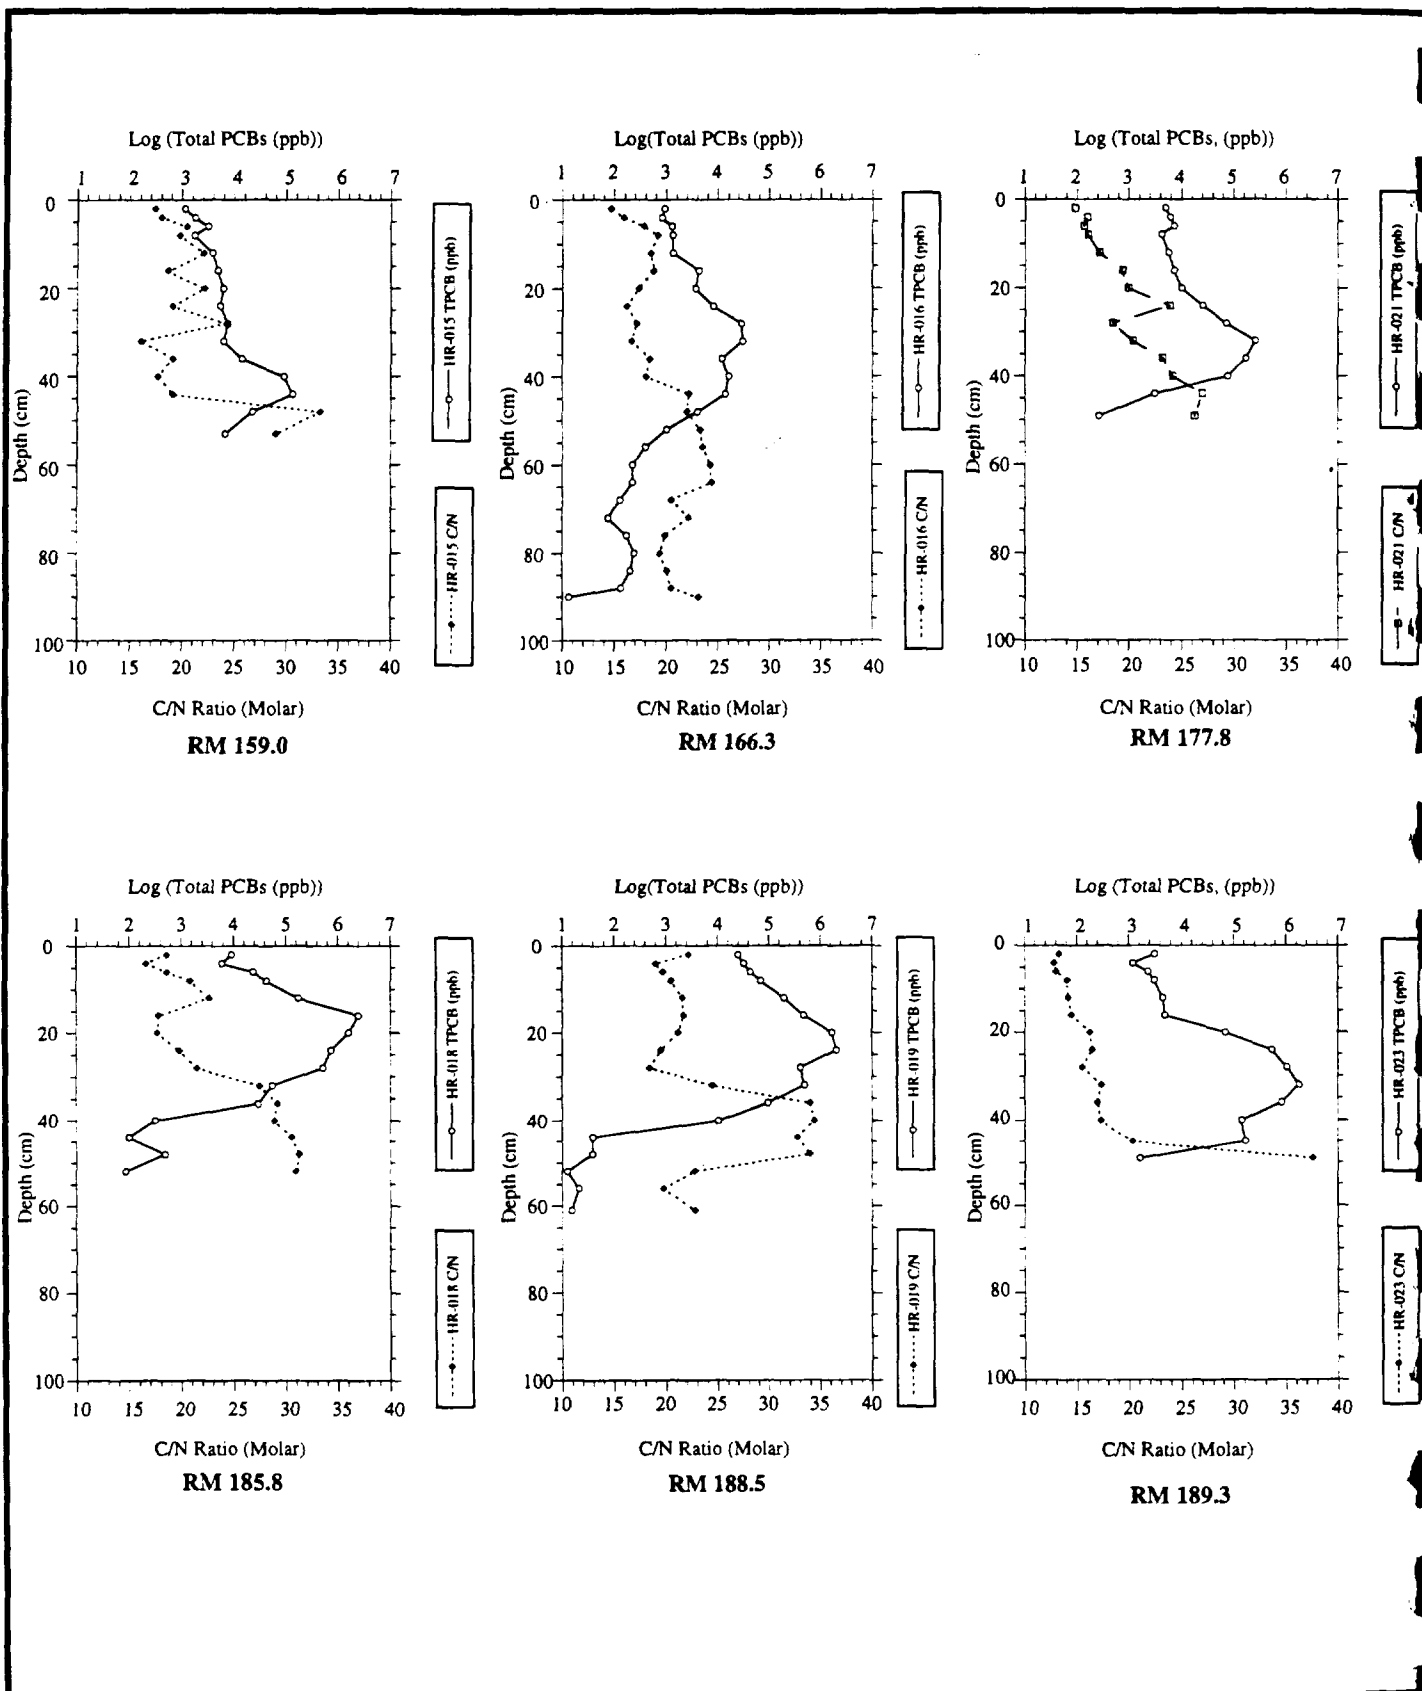 Log (Total PCBs (ppb))
1 2 3 4 5 6 7
0
20
40
60
80
100
Depth (cm)
10 15 20 25 30 35 40
C/N Ratio (Molar)
RM 159.0
HR-015 TPCB (ppb)
HR-015 C/N
Log(Total PCBs (ppb))
1 2 3 4 5 6 7
0
20
40
60
80
100
Depth (cm)
10 15 20 25 30 35 40
C/N Ratio (Molar)
RM 166.3
HR-016 TPCB (ppb)
HR-016 C/N
Log (Total PCBs, (ppb))
1 2 3 4 5 6 7
0
20
40
60
80
100
Depth (cm)
10 15 20 25 30 35 40
C/N Ratio (Molar)
RM 177.8
HR-021 TPCB (ppb)
HR-021 C/N
Log (Total PCBs (ppb))
1 2 3 4 5 6 7
0
20
40
60
80
100
Depth (cm)
10 15 20 25 30 35 40
C/N Ratio (Molar)
RM 185.8
HR-018 TPCB (ppb)
HR-018 C/N
Log(Total PCBs (ppb))
1 2 3 4 5 6 7
0
20
40
60
80
100
Depth (cm)
10 15 20 25 30 35 40
C/N Ratio (Molar)
RM 188.5
HR-019 TPCB (ppb)
HR-019 C/N
Log (Total PCBs, (ppb))
1 2 3 4 5 6 7
0
20
40
60
80
100
Depth (cm)
10 15 20 25 30 35 40
C/N Ratio (Molar)
RM 189.3
HR-023 TPCB (ppb)
HR-023 C/N